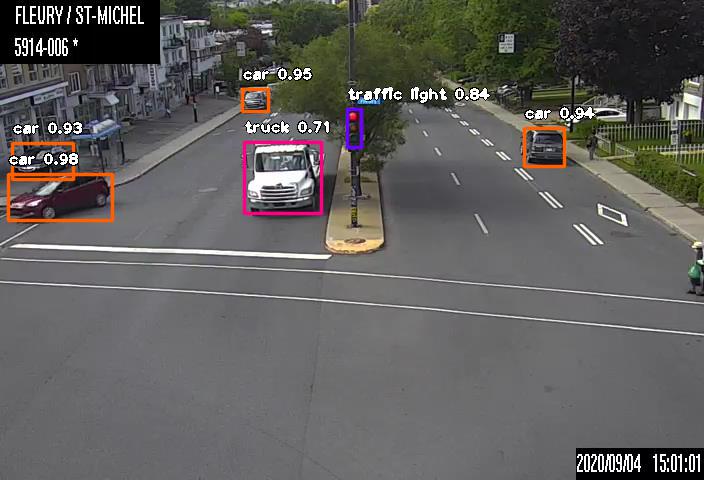 FLEURY / ST-MICHEL
5914-006 *
car 0.95
traffic light 0.84
car 0.94
car 0.93
truck 0.71
car 0.98
2020/09/04 15:01:01